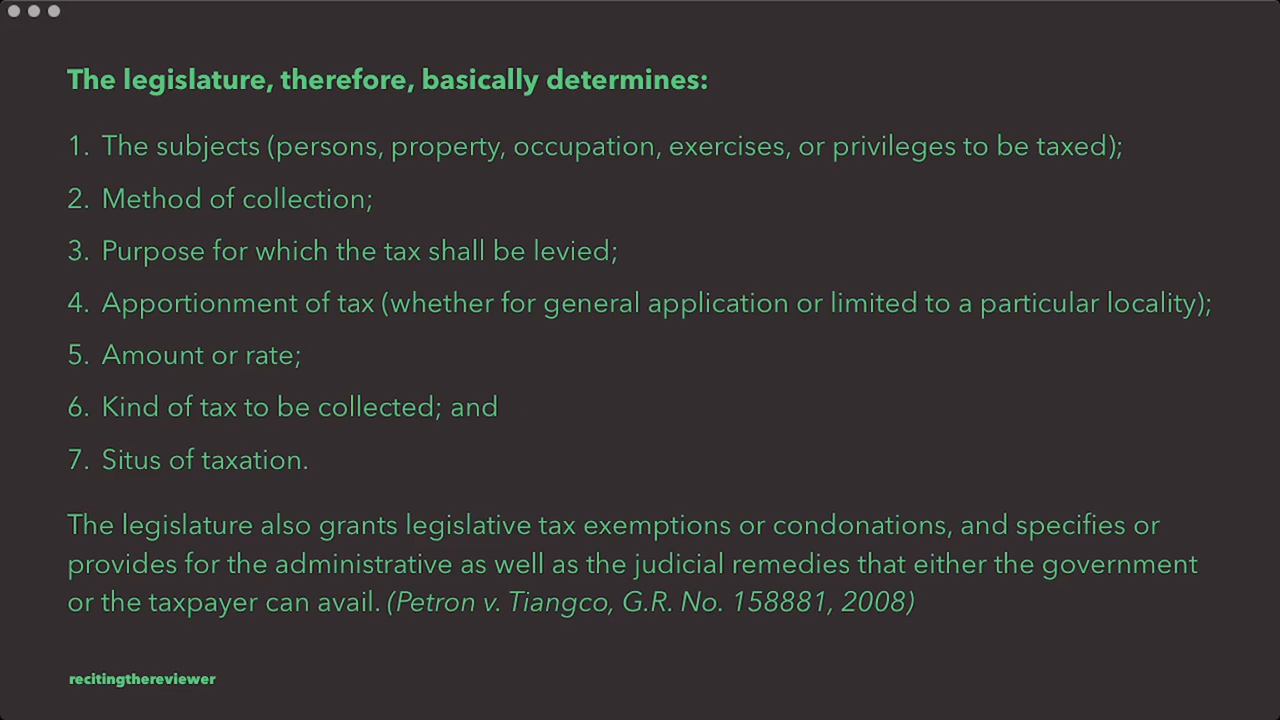 The legislature, therefore, basically determines:
1. The subjects (persons, property, occupation, exercises, or privileges to be taxed);
2. Method of collection;
3. Purpose for which the tax shall be levied;
4. Apportionment of tax (whether for general application or limited to a particular locality);
5. Amount or rate;
6. Kind of tax to be collected; and
7. Situs of taxation.
The legislature also grants legislative tax exemptions or condonations, and specifies or
provides for the administrative as well as the judicial remedies that either the government
or the taxpayer can avail. (Petron v. Tiangco, G.R. No. 158881, 2008)
recitingthereviewer